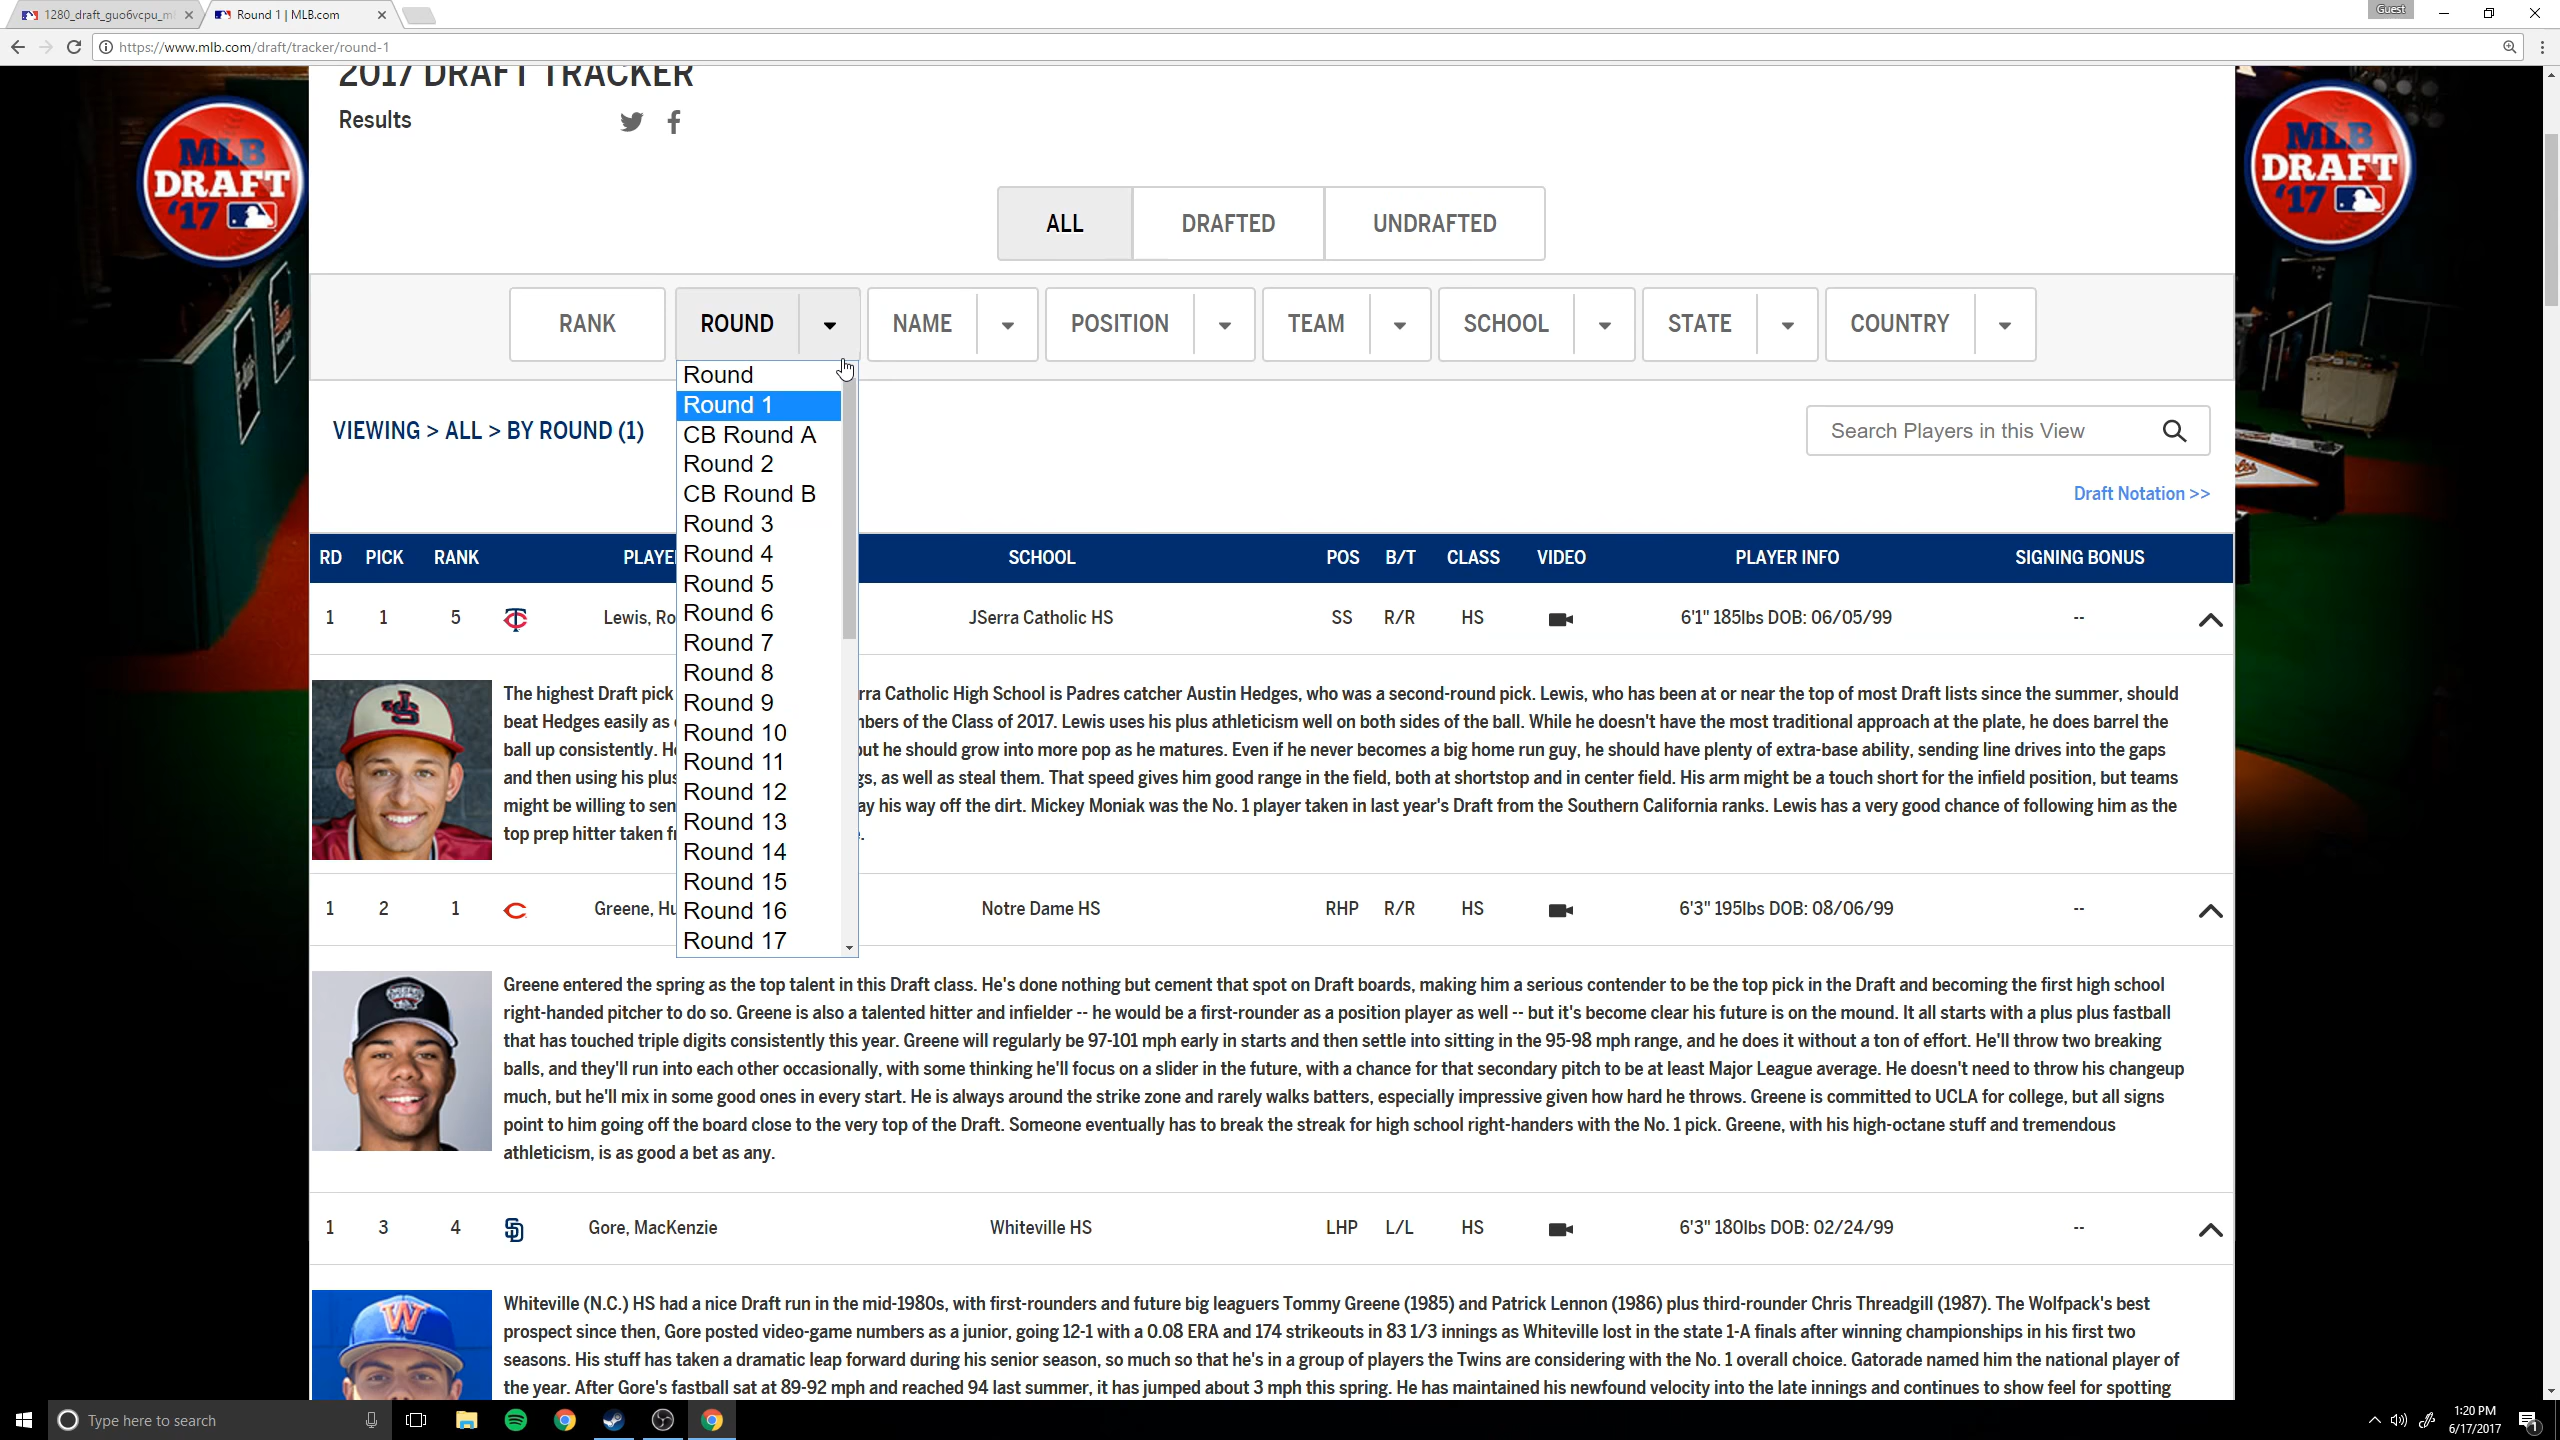 1280_draft_guo6vcpu_m
Round 1 | MLB.com
Guest
https://www.mlb.com/draft/tracker/round-1
2017 DRAFT TRACKER
Results
MLB
DRAFT
'17
MLB
DRAFT
'17
ALL
DRAFTED
UNDRAFTED
RANK
ROUND
NAME
POSITION
TEAM
SCHOOL
STATE
COUNTRY
Round
Round 1
CB Round A
Round 2
CB Round B
Round 3
Round 4
Round 5
Round 6
Round 7
Round 8
Round 9
Round 10
Round 11
Round 12
Round 13
Round 14
Round 15
Round 16
Round 17
VIEWING > ALL > BY ROUND (1)
Search Players in this View
Draft Notation >>
RD PICK RANK PLAYE SCHOOL POS B/T CLASS VIDEO PLAYER INFO SIGNING BONUS
1 1 5 Lewis, Ro JSerra Catholic HS SS R/R HS 6'1" 185lbs DOB: 06/05/99 --
The highest Draft pick rra Catholic High School is Padres catcher Austin Hedges, who was a second-round pick. Lewis, who has been at or near the top of most Draft lists since the summer, should
beat Hedges easily as mbers of the Class of 2017. Lewis uses his plus athleticism well on both sides of the ball. While he doesn't have the most traditional approach at the plate, he does barrel the
ball up consistently. He but he should grow into more pop as he matures. Even if he never becomes a big home run guy, he should have plenty of extra-base ability, sending line drives into the gaps
and then using his plus gs, as well as steal them. That speed gives him good range in the field, both at shortstop and in center field. His arm might be a touch short for the infield position, but teams
might be willing to sen ay his way off the dirt. Mickey Moniak was the No. 1 player taken in last year's Draft from the Southern California ranks. Lewis has a very good chance of following him as the
top prep hitter taken
1 2 1 Greene, Hu Notre Dame HS RHP R/R HS 6'3" 195lbs DOB: 08/06/99 --
Greene entered the spring as the top talent in this Draft class. He's done nothing but cement that spot on Draft boards, making him a serious contender to be the top pick in the Draft and becoming the first high school
right-handed pitcher to do so. Greene is also a talented hitter and infielder -- he would be a first-rounder as a position player as well -- but it's become clear his future is on the mound. It all starts with a plus plus fastball
that has touched triple digits consistently this year. Greene will regularly be 97-101 mph early in starts and then settle into sitting in the 95-98 mph range, and he does it without a ton of effort. He'll throw two breaking
balls, and they'll run into each other occasionally, with some thinking he'll focus on a slider in the future, with a chance for that secondary pitch to be at least Major League average. He doesn't need to throw his changeup
much, but he'll mix in some good ones in every start. He is always around the strike zone and rarely walks batters, especially impressive given how hard he throws. Greene is committed to UCLA for college, but all signs
point to him going off the board close to the very top of the Draft. Someone eventually has to break the streak for high school right-handers with the No. 1 pick. Greene, with his high-octane stuff and tremendous
athleticism, is as good a bet as any.
1 3 4 Gore, MacKenzie Whiteville HS LHP L/L HS 6'3" 180lbs DOB: 02/24/99 --
Whiteville (N.C.) HS had a nice Draft run in the mid-1980s, with first-rounders and future big leaguers Tommy Greene (1985) and Patrick Lennon (1986) plus third-rounder Chris Threadgill (1987). The Wolfpack's best
prospect since then, Gore posted video-game numbers as a junior, going 12-1 with a 0.08 ERA and 174 strikeouts in 83 1/3 innings as Whiteville lost in the state 1-A finals after winning championships in his first two
seasons. His stuff has taken a dramatic leap forward during his senior season, so much so that he's in a group of players the Twins are considering with the No. 1 overall choice. Gatorade named him the national player of
the year. After Gore's fastball sat at 89-92 mph and reached 94 last summer, it has jumped about 3 mph this spring. He has maintained his newfound velocity into the late innings and continues to show feel for spotting
Type here to search
1:20 PM
6/17/2017
1